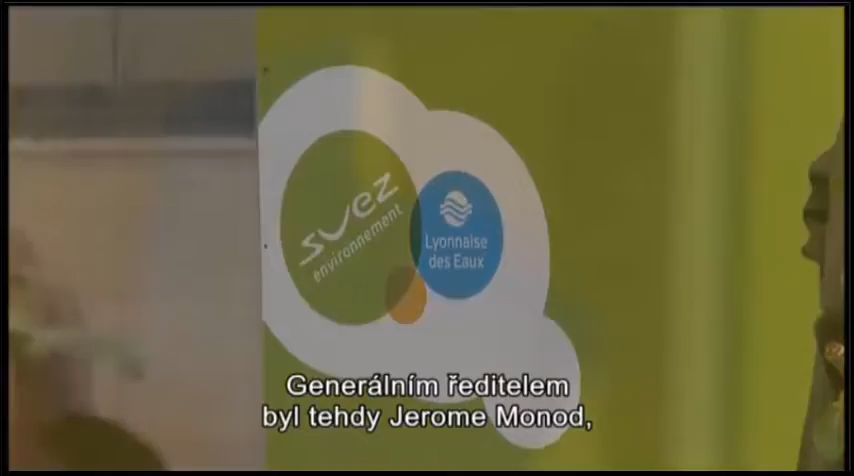 suez
environnement
Lyonnaise
des Eaux
Generálním ředitelem
byl tehdy Jerome Monod,